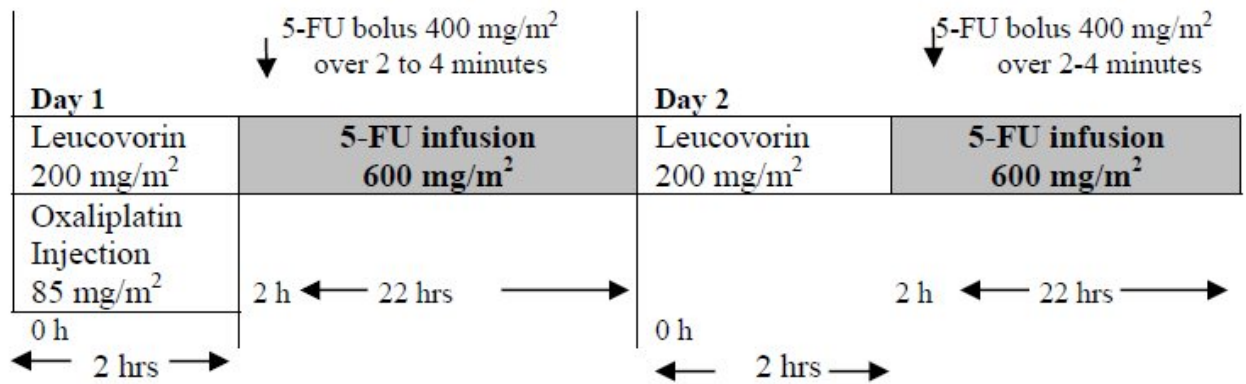 5-FU bolus 400 mg/m²
over 2 to 4 minutes
5-FU bolus 400 mg/m²
over 2-4 minutes
Day 1
Day 2
Leucovorin
200 mg/m²
5-FU infusion
600 mg/m²
Leucovorin
200 mg/m²
5-FU infusion
600 mg/m²
Oxaliplatin
Injection
85 mg/m²
2 h
22 hrs
2 h
22 hrs
0 h
0 h
2 hrs
2 hrs